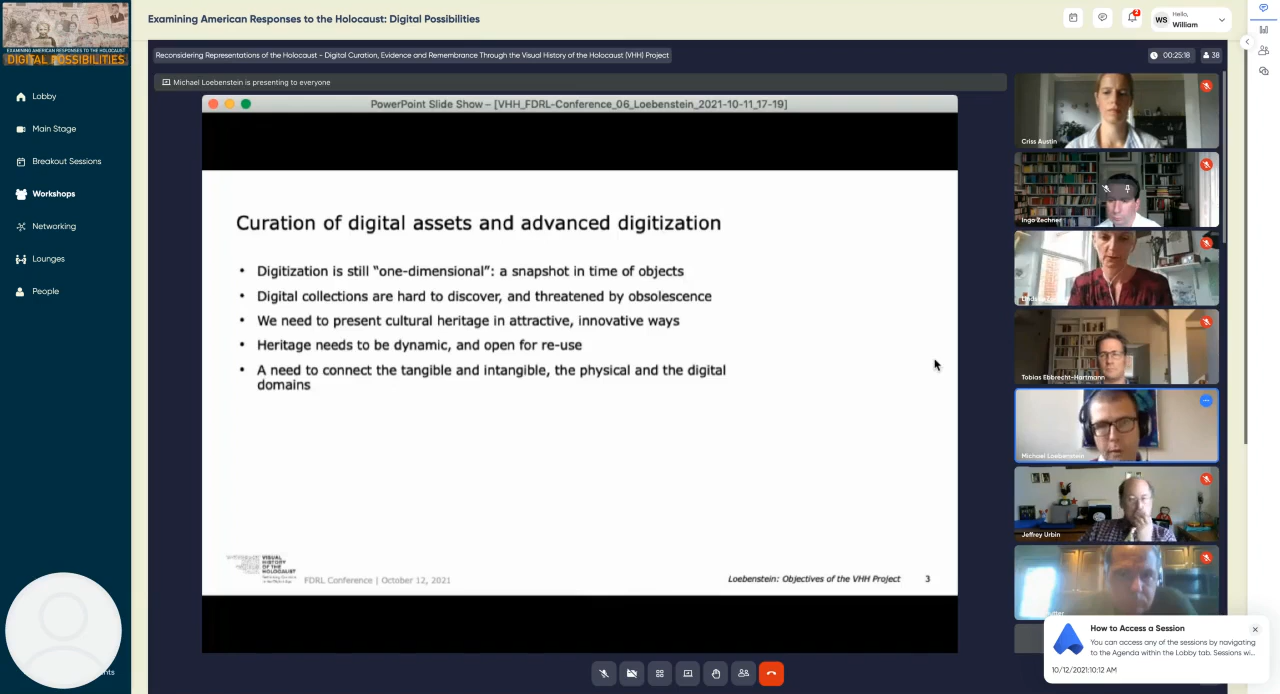 EXAMINING AMERICAN RESPONSES TO THE HOLOCAUST
DIGITAL POSSIBILITIES
Examining American Responses to the Holocaust: Digital Possibilities
2
WS
Hello,
William
Lobby
Main Stage
Breakout Sessions
Workshops
Networking
Lounges
People
nts
Reconsidering Representations of the Holocaust - Digital Curation, Evidence and Remembrance Through the Visual History of the Holocaust (VHH) Project
00:25:18
38
Michael Loebenstein is presenting to everyone
PowerPoint Slide Show – [VHH_FDRL-Conference_06_Loebenstein_2021-10-11_17-19]
Curation of digital assets and advanced digitization
• Digitization is still “one-dimensional”: a snapshot in time of objects
• Digital collections are hard to discover, and threatened by obsolescence
• We need to present cultural heritage in attractive, innovative ways
• Heritage needs to be dynamic, and open for re-use
• A need to connect the tangible and intangible, the physical and the digital
domains
VISUAL
HISTORY
OF THE
HOLOCAUST
FDRL Conference | October 12, 2021
Loebenstein: Objectives of the VHH Project
3
Criss Austin
Ingo Zechner
Tobias Ebbrecht-Hartmann
Michael Loebenstein
Jeffrey Urbin
How to Access a Session
You can access any of the sessions by navigating
to the Agenda within the Lobby tab. Sessions wi...
10/12/2021:10:12 AM